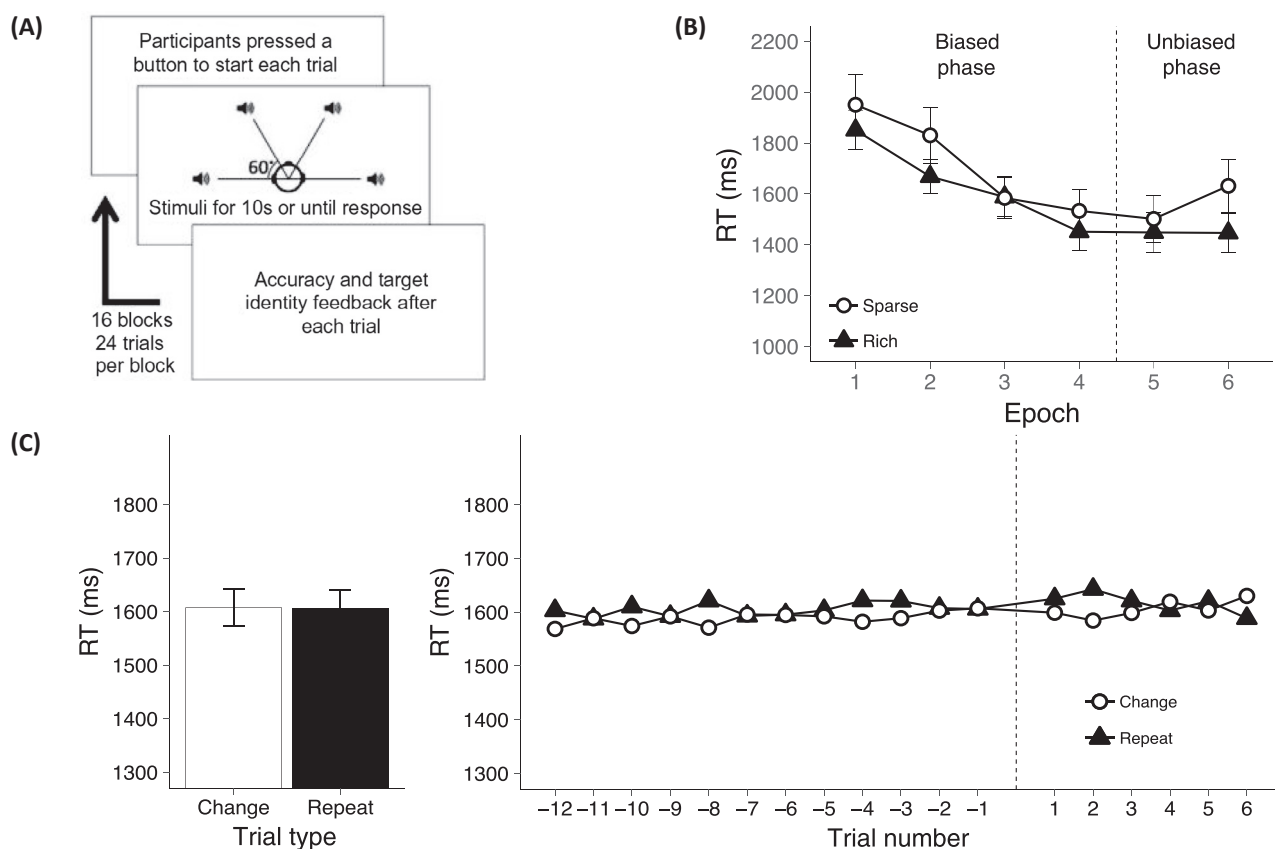 (A)
Participants pressed a
button to start each trial
60°
Stimuli for 10s or until response
Accuracy and target
identity feedback after
each trial
16 blocks
24 trials
per block
(B)
2200
2000
1800
1600
1400
1200
1000
RT (ms)
Biased
phase
Unbiased
phase
Sparse
Rich
1 2 3 4 5 6
Epoch
(C)
1800
1700
1600
1500
1400
1300
RT (ms)
Change Repeat
Trial type
1800
1700
1600
1500
1400
1300
RT (ms)
Change
Repeat
−12 −11 −10 −9 −8 −7 −6 −5 −4 −3 −2 −1 1 2 3 4 5 6
Trial number